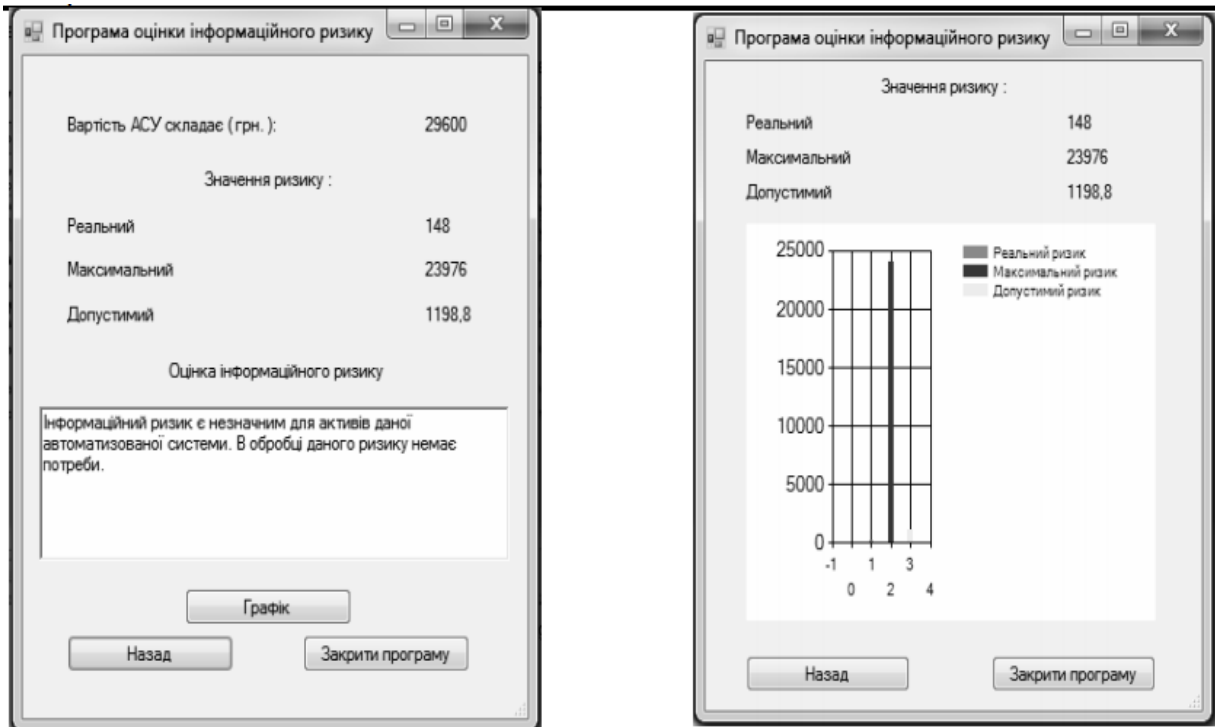 Програма оцінки інформаційного ризику
Вартість АСУ складає (грн. ): 29600
Значення ризику :
Реальний 148
Максимальний 23976
Допустимий 1198,8
Оцінка інформаційного ризику
Інформаційний ризик є незначним для активів даної
автоматизованої системи. В обробці даного ризику немає
потреби.
Графік
Назад Закрити програму
Програма оцінки інформаційного ризику
Значення ризику :
Реальний 148
Максимальний 23976
Допустимий 1198,8
25000
20000
15000
10000
5000
0
-1 1 3
0 2 4
Реальний ризик
Максимальний ризик
Допустимий ризик
Назад Закрити програму